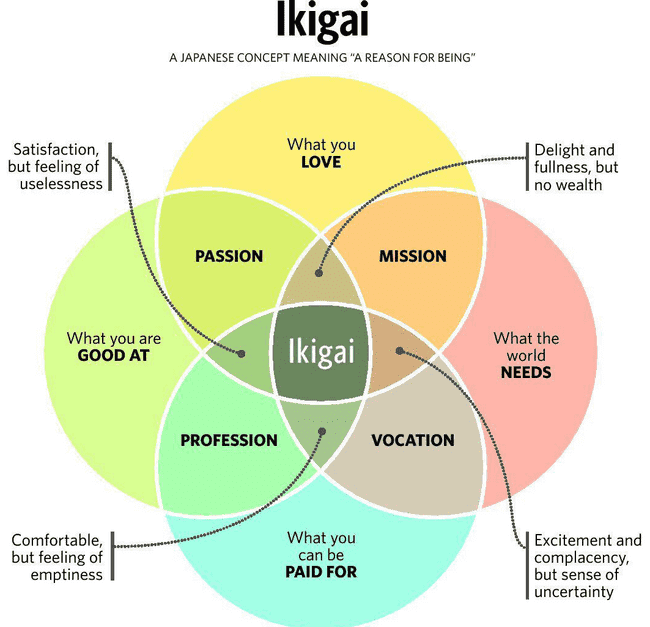 Ikigai
A JAPANESE CONCEPT MEANING “A REASON FOR BEING”
Satisfaction,
but feeling of
uselessness
What you
LOVE
Delight and
fullness, but
no wealth
PASSION
MISSION
What you are
GOOD AT
Ikigai
What the
world
NEEDS
PROFESSION
VOCATION
Comfortable,
but feeling of
emptiness
What you
can be
PAID FOR
Excitement and
complacency,
but sense of
uncertainty